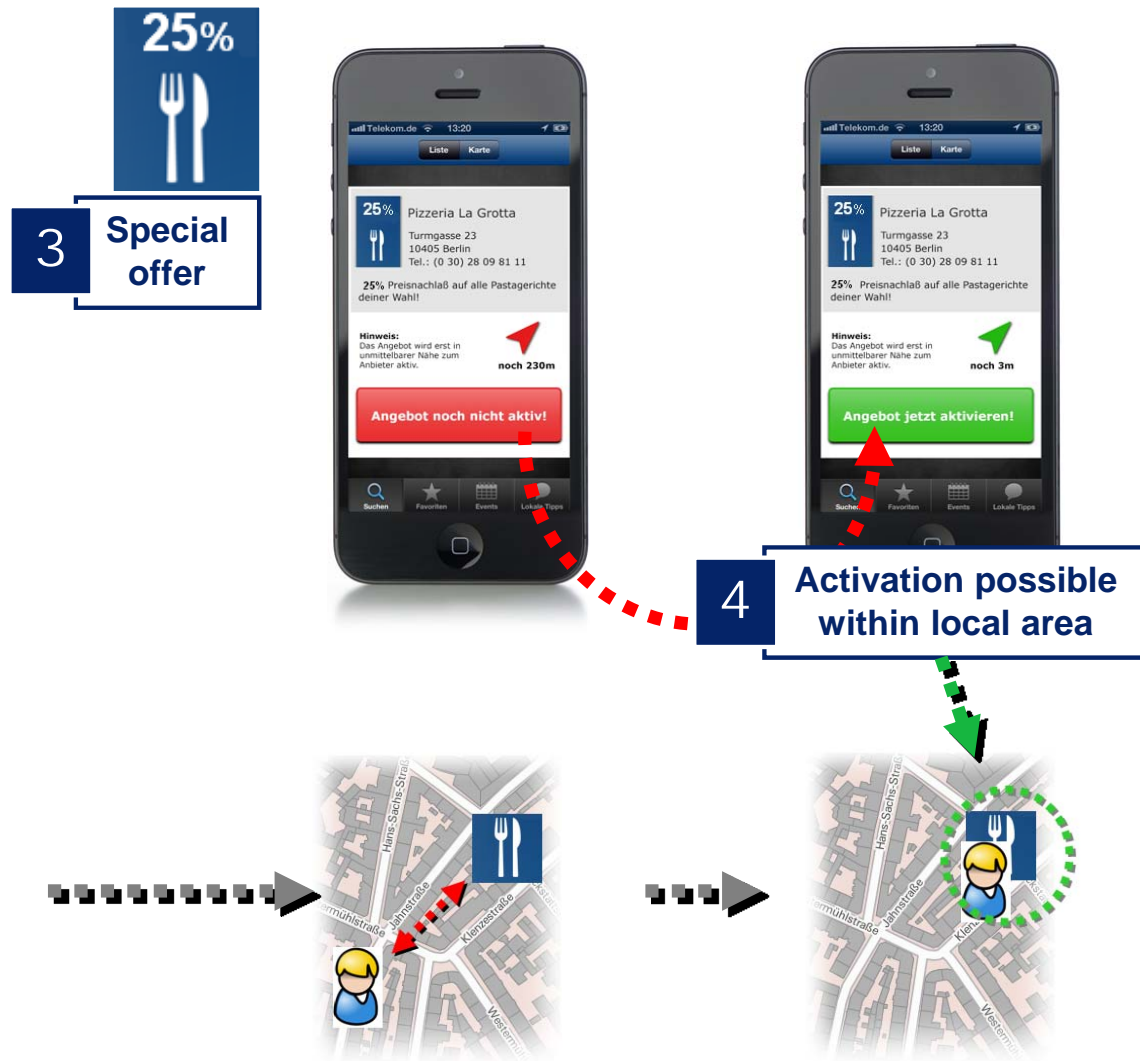 25%
3
Special
offer
Telekom.de 13:20
Liste Karte
25%
Pizzeria La Grotta
Turmgasse 23
10405 Berlin
Tel.: (0 30) 28 09 81 11
25% Preisnachlaß auf alle Pastagerichte
deiner Wahl!
Hinweis:
Das Angebot wird erst in
unmittelbarer Nähe zum
Anbieter aktiv.
noch 230m
Angebot noch nicht aktiv!
Suchen Favoriten Events Lokale Tipps
Telekom.de 13:20
Liste Karte
25%
Pizzeria La Grotta
Turmgasse 23
10405 Berlin
Tel.: (0 30) 28 09 81 11
25% Preisnachlaß auf alle Pastagerichte
deiner Wahl!
Hinweis:
Das Angebot wird erst in
unmittelbarer Nähe zum
Anbieter aktiv.
noch 3m
Angebot jetzt aktivieren!
Suchen Favoriten Events Lokale Tipps
4
Activation possible
within local area
Hans-Sachs-Straße
Jahnstraße
Klenzestraße
termühlstraße
Westermü
Hans-Sachs-Straße
Jahnstraße
Klenz
ermühlstraße
Westermü